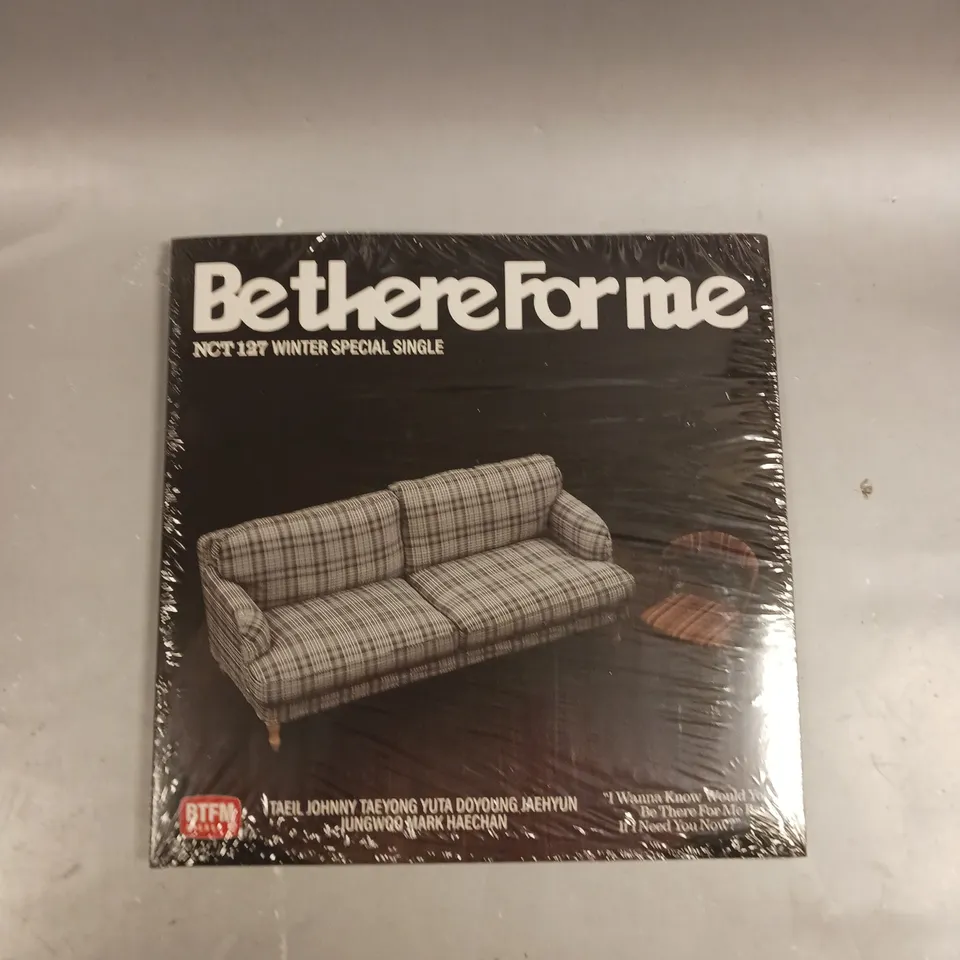 Be there For me
NCT 127 WINTER SPECIAL SINGLE
TAEIL JOHNNY TAEYONG YUTA DOYOUNG JAEHYUN
JUNGWOO MARK HAECHAN
BTFM
"I Wanna Know Would You
Be There For Me
If I Need You Now?"